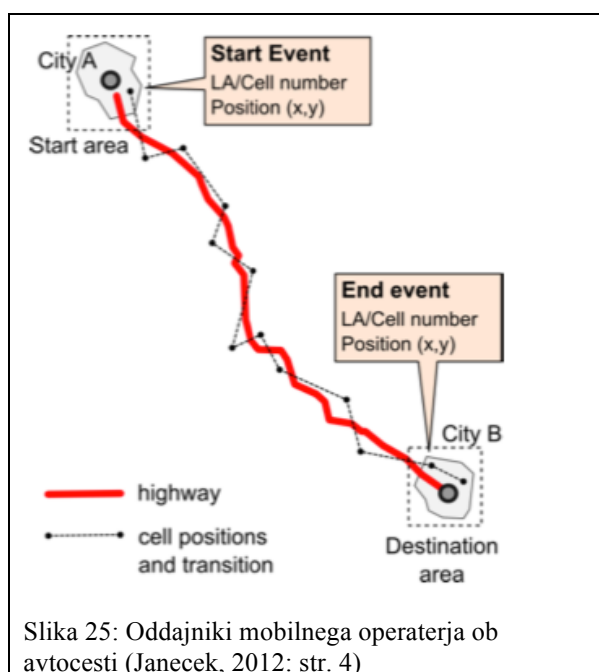 City A
Start Event
LA/Cell number
Position (x,y)
Start area
End event
LA/Cell number
Position (x,y)
City B
highway
cell positions
and transition
Destination
area
Slika 25: Oddajniki mobilnega operaterja ob
avtocesti (Janecek, 2012: str. 4)